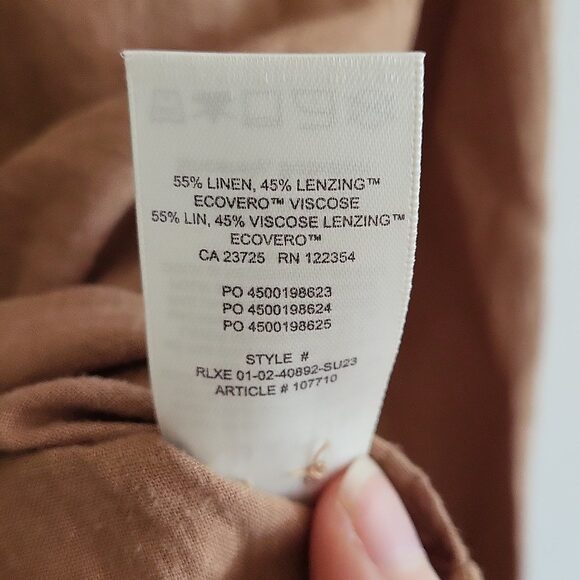 55% LINEN, 45% LENZING™
ECOVERO™ VISCOSE
55% LIN, 45% VISCOSE LENZING™
ECOVERO™
CA 23725 RN 122354
PO 4500198623
PO 4500198624
PO 4500198625
STYLE #
RLXE 01-02-40892-SU23
ARTICLE # 107710